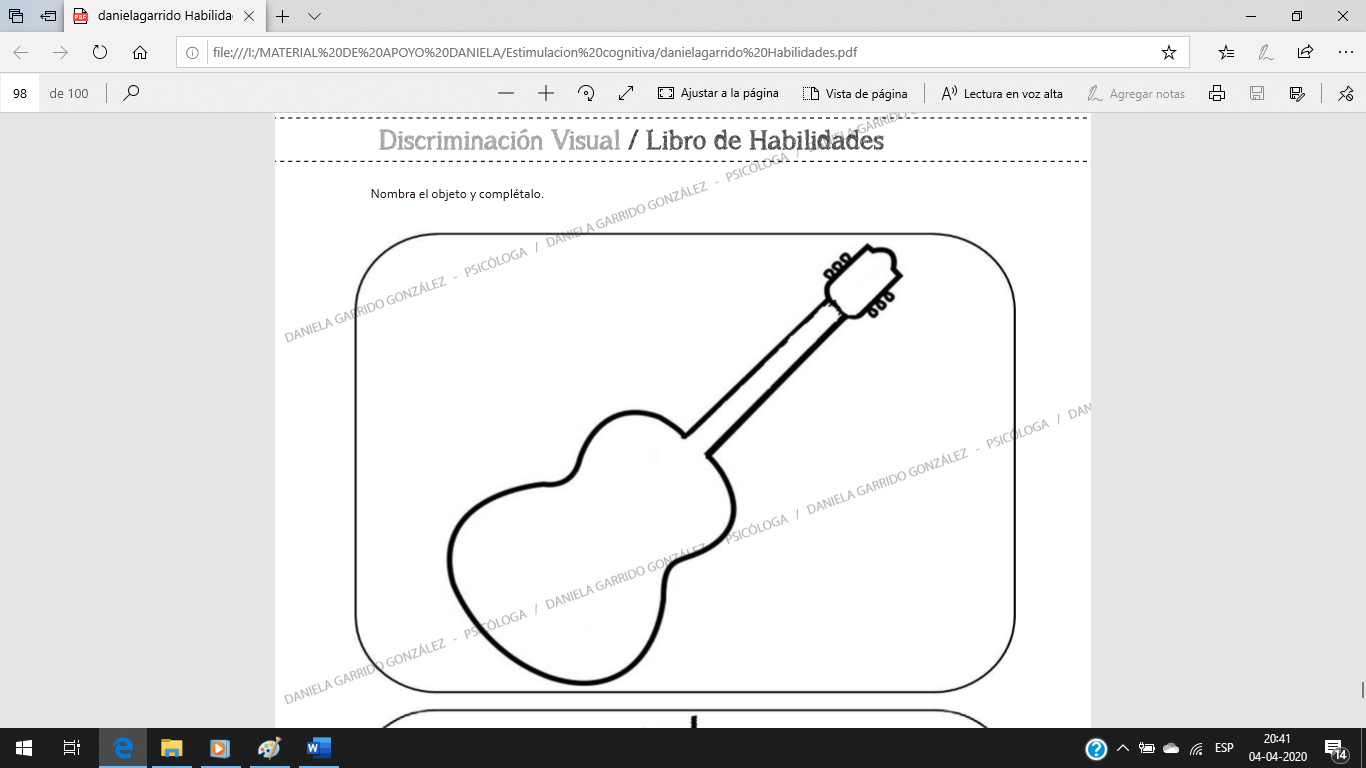 danielagarrido Habilida
file:///I:/MATERIAL%20DE%20APOYO%20DANIELA/Estimulacion%20cognitiva/danielagarrido%20Habilidades.pdf
98 de 100
Ajustar a la página
Vista de página
Lectura en voz alta
Agregar notas
Discriminación Visual / Libro de Habilidades
Nombra el objeto y complétalo.
DANIELA GARRIDO GONZÁLEZ - PSICÓLOGA / DANIELA GARRIDO GONZÁLEZ - PSICÓLOGA / DANIELA GARRIDO
DANIELA GARRIDO GONZÁLEZ - PSICÓLOGA / DANIELA GARRIDO GONZÁLEZ - PSICÓLOGA / DANIELA GARRIDO GONZÁLEZ - PSICÓLOGA / DAN
ESP
20:41
04-04-2020
14